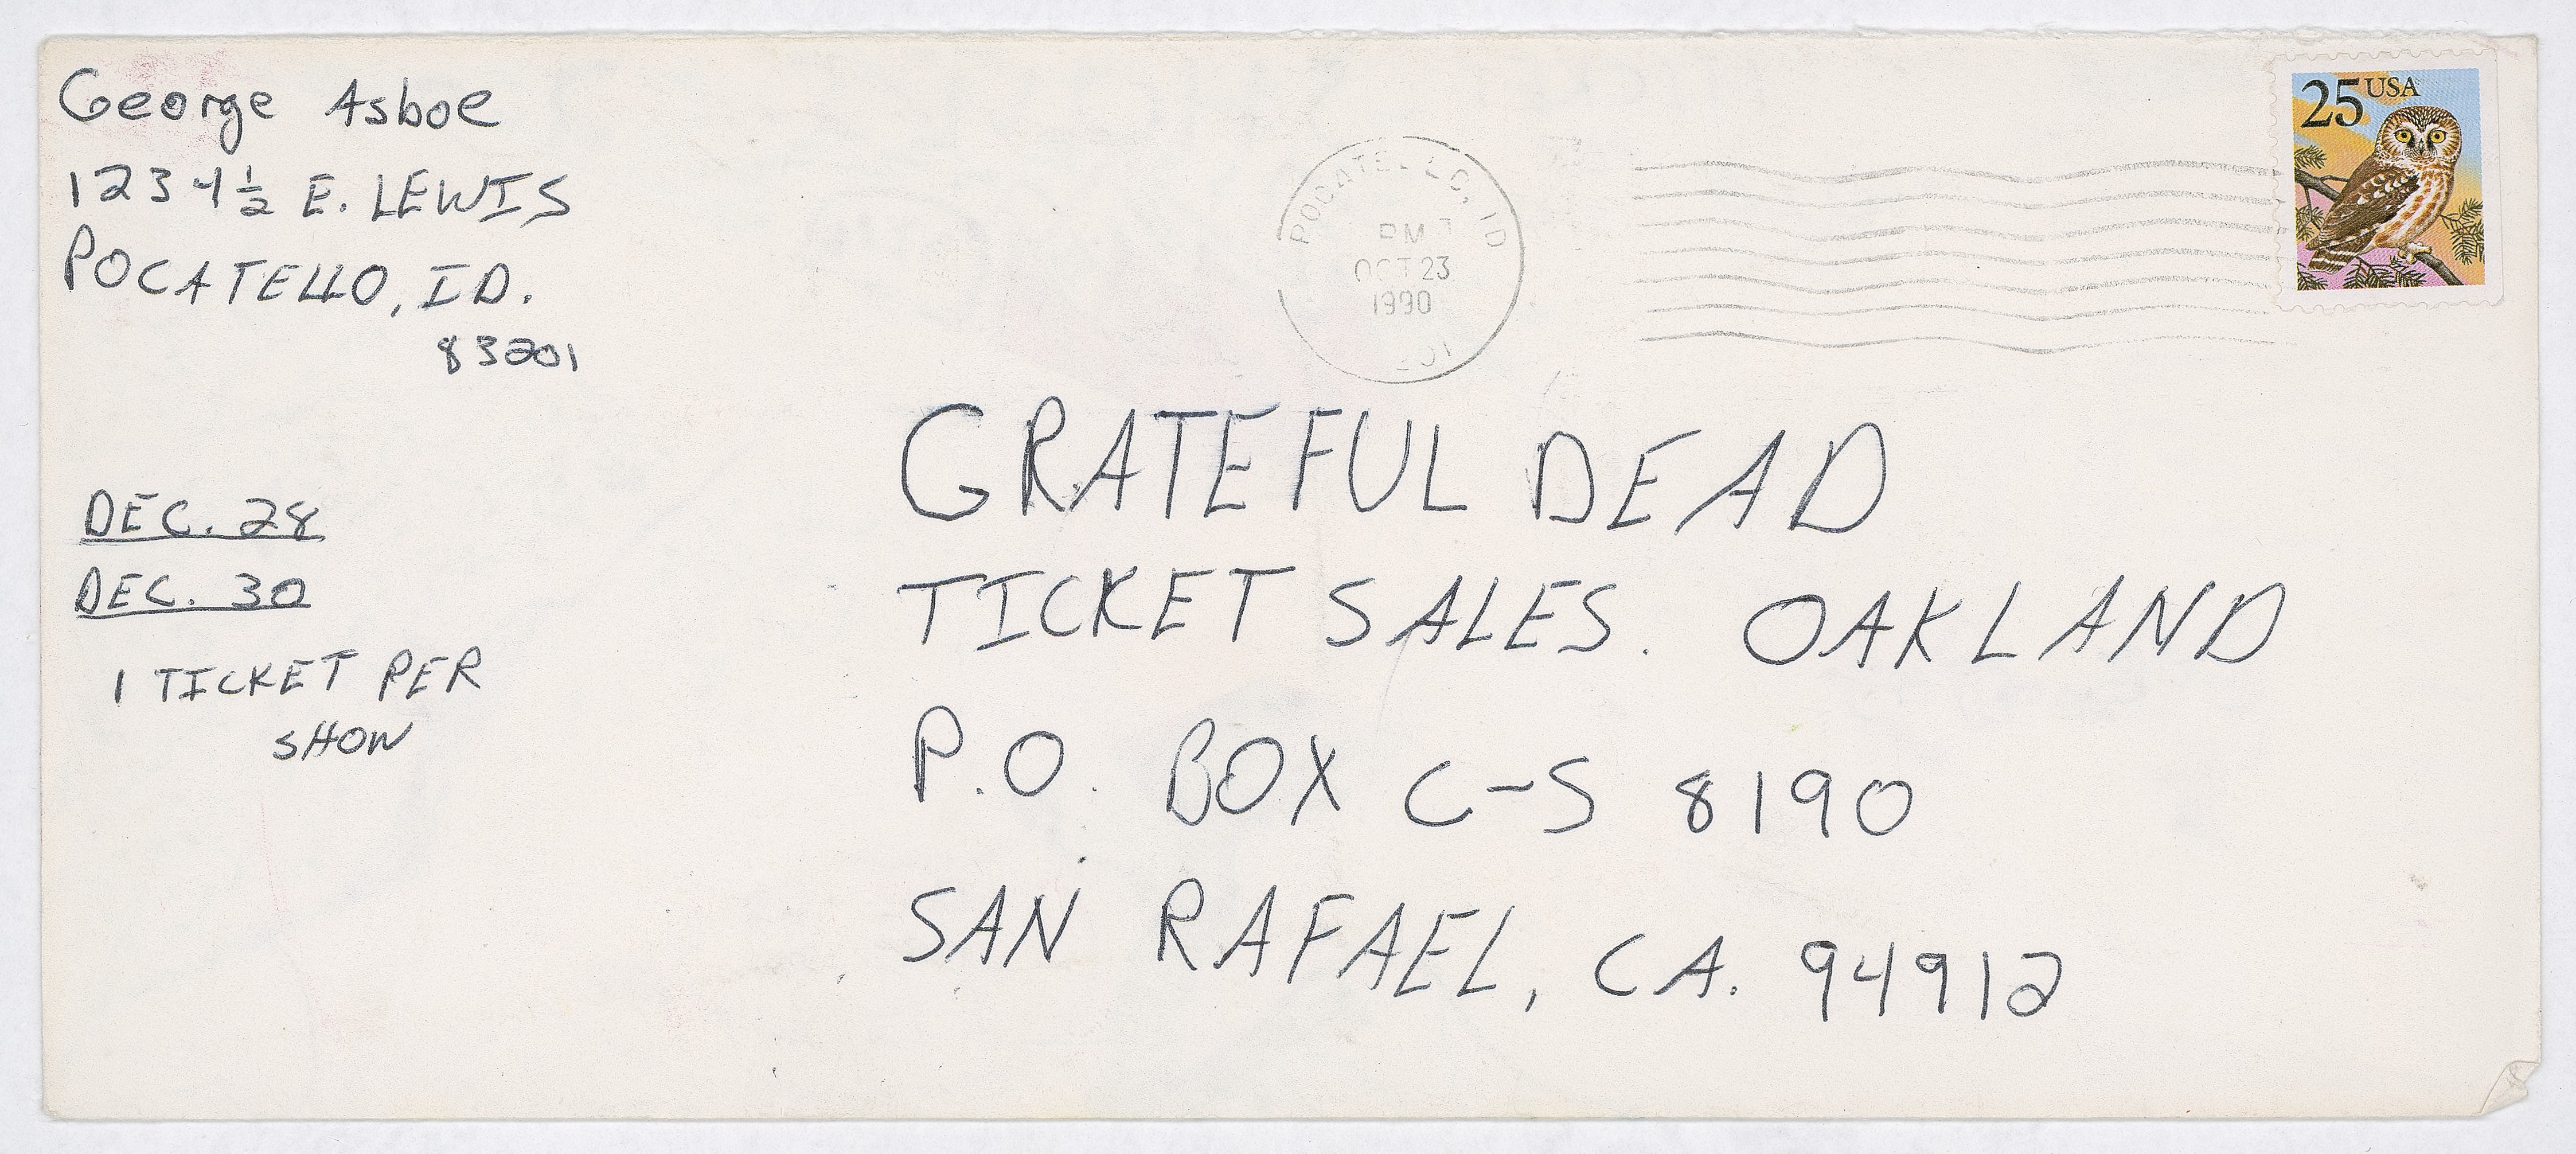 George Asboe
1234½ E. LEWIS
POCATELLO, ID.
83201
DEC. 28
DEC. 30
1 TICKET PER
SHOW
POCATELLO, ID
PM
OCT 23
1990
25 USA
GRATEFUL DEAD
TICKET SALES. OAKLAND
P.O. BOX C-S 8190
SAN RAFAEL, CA. 94912